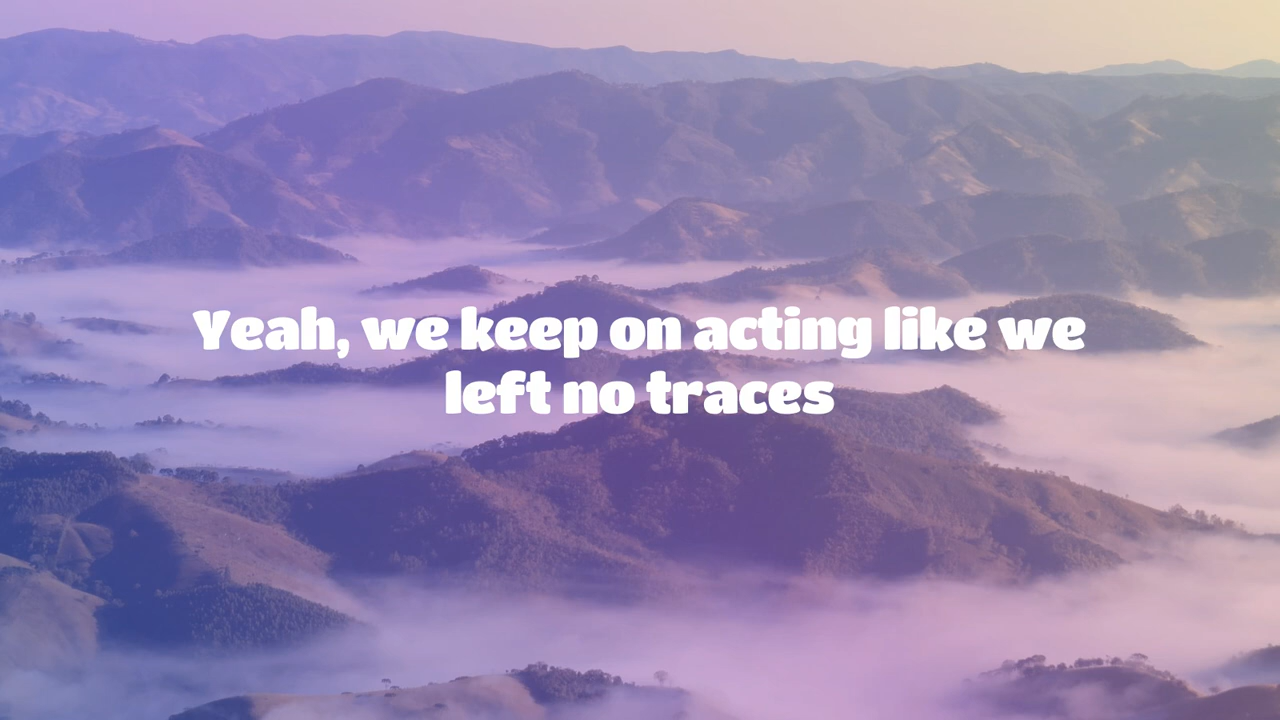 Yeah, we keep on acting like we
left no traces